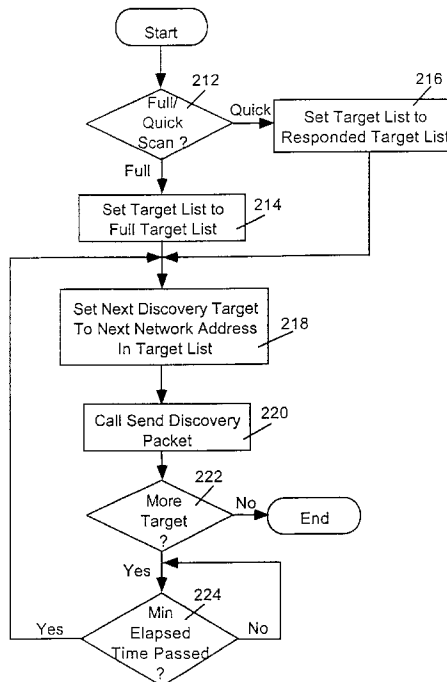 Start
212
Full/
Quick
Scan ?
Quick
216
Set Target List to
Responded Target List
Full
Set Target List to
Full Target List
214
Set Next Discovery Target
To Next Network Address
In Target List
218
Call Send Discovery
Packet
220
222
More
Target
?
No
End
Yes
224
Min
Elapsed
Time Passed
?
Yes
No